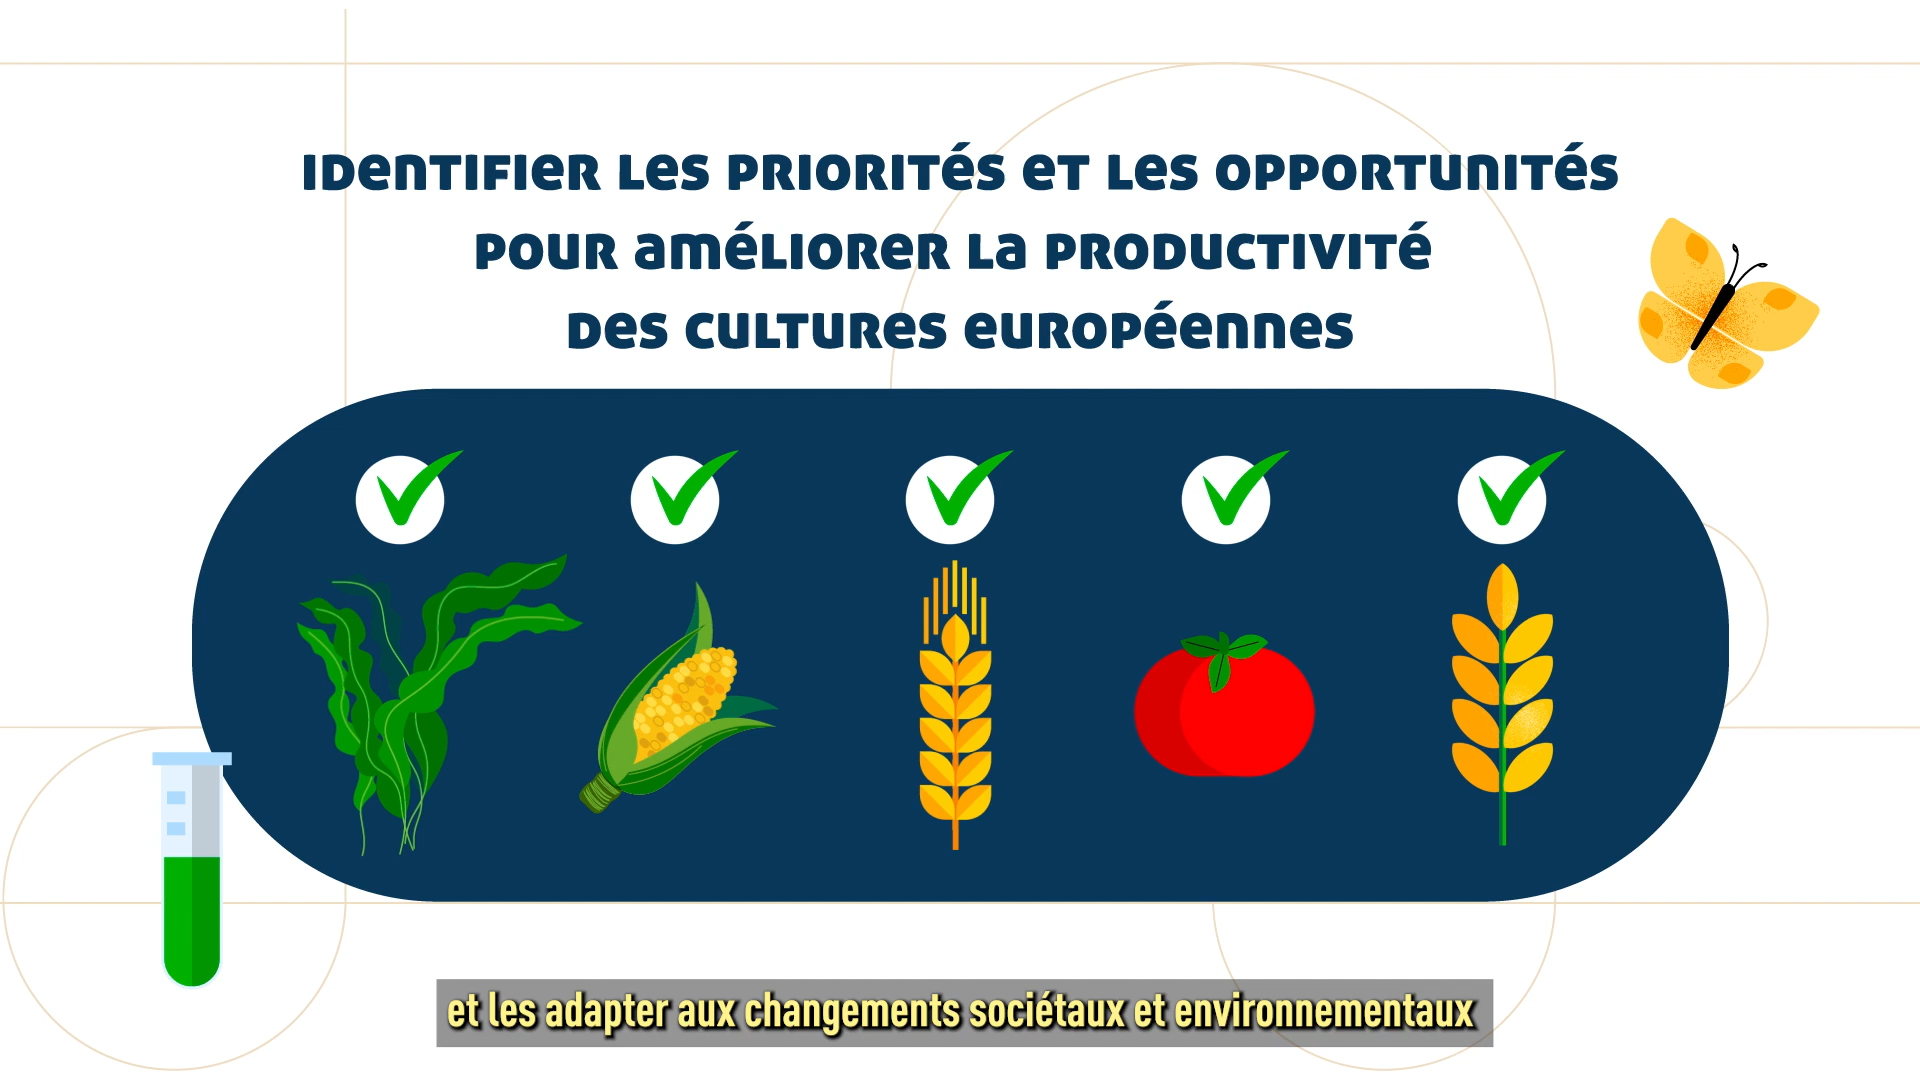 Identifier les priorités et les opportunités
pour améliorer la productivité
des cultures européennes
et les adapter aux changements sociétaux et environnementaux